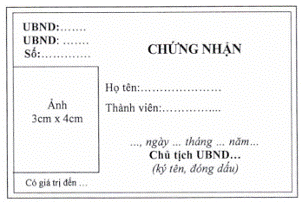 UBND:…….
UBND: …….
Số:…………
CHỨNG NHẬN
Ảnh
3cm x 4cm
Họ tên:…………………
Thành viên:…………...
…, ngày … tháng … năm…
Chủ tịch UBND…
(ký tên, đóng dấu)
Có giá trị đến …